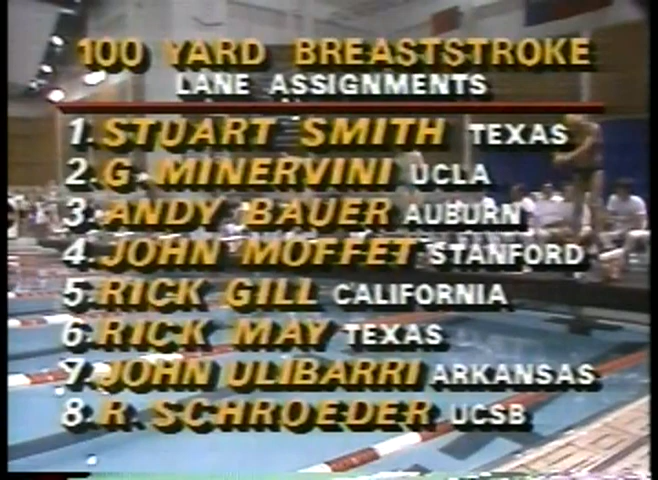 100 YARD BREASTSTROKE
LANE ASSIGNMENTS
1. STUART SMITH TEXAS
2. G. MINERVINI UCLA
3. ANDY BAUER AUBURN
4. JOHN MOFFET STANFORD
5. RICK GILL CALIFORNIA
6. RICK MAY TEXAS
7. JOHN ULIBARRI ARKANSAS
8. R. SCHROEDER UCSB